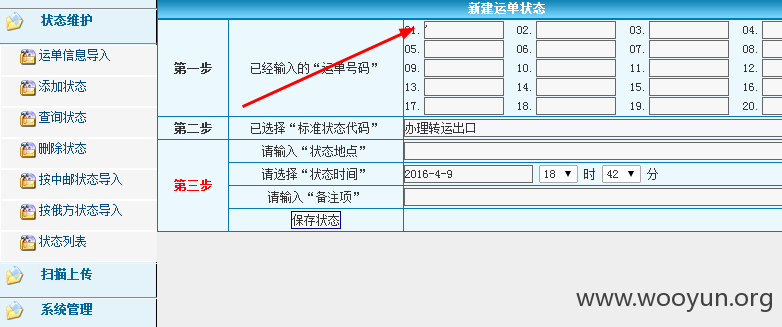 状态维护
运单信息导入
添加状态
查询状态
删除状态
按中邮状态导入
按俄方状态导入
状态列表
扫描上传
系统管理
新建运单状态
第一步
已经输入的“运单号码”
01. ' 02. 03. 04.
05. 06. 07. 08.
09. 10. 11. 12.
13. 14. 15. 16.
17. 18. 19. 20.
第二步
已选择“标准状态代码”
办理转运出口
第三步
请输入“状态地点”
请选择“状态时间”
2016-4-9 18 时 42 分
请输入“备注项”
保存状态
www.wooyun.org